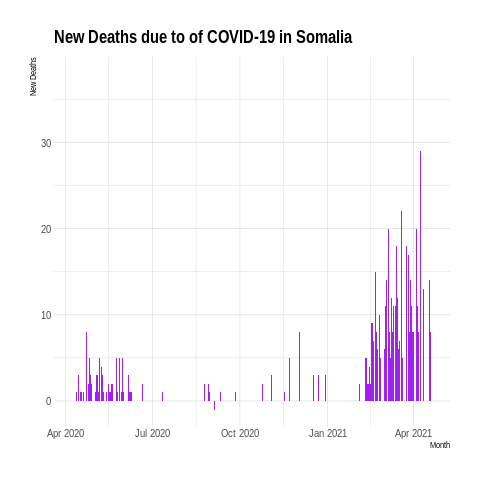 New Deaths due to of COVID-19 in Somalia
New Deaths
30
20
10
0
Apr 2020 Jul 2020 Oct 2020 Jan 2021 Apr 2021
Month